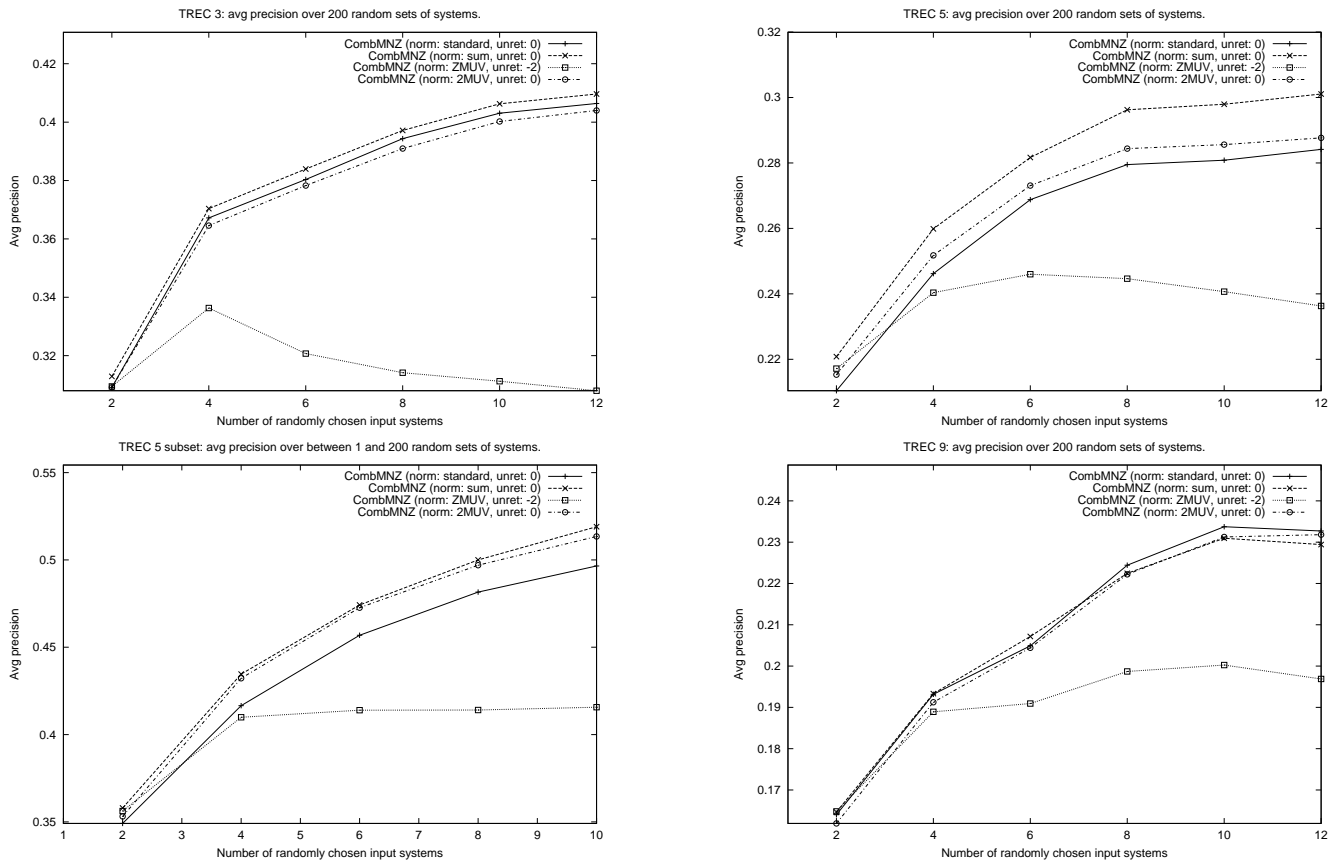 TREC 3: avg precision over 200 random sets of systems.
CombMNZ (norm: standard, unret: 0)
CombMNZ (norm: sum, unret: 0)
CombMNZ (norm: ZMUV, unret: -2)
CombMNZ (norm: 2MUV, unret: 0)
0.42
0.4
0.38
0.36
0.34
0.32
Avg precision
2 4 6 8 10 12
Number of randomly chosen input systems
TREC 5: avg precision over 200 random sets of systems.
CombMNZ (norm: standard, unret: 0)
CombMNZ (norm: sum, unret: 0)
CombMNZ (norm: ZMUV, unret: -2)
CombMNZ (norm: 2MUV, unret: 0)
0.32
0.3
0.28
0.26
0.24
0.22
Avg precision
2 4 6 8 10 12
Number of randomly chosen input systems
TREC 5 subset: avg precision over between 1 and 200 random sets of systems.
CombMNZ (norm: standard, unret: 0)
CombMNZ (norm: sum, unret: 0)
CombMNZ (norm: ZMUV, unret: -2)
CombMNZ (norm: 2MUV, unret: 0)
0.55
0.5
0.45
0.4
0.35
Avg precision
1 2 3 4 5 6 7 8 9 10
Number of randomly chosen input systems
TREC 9: avg precision over 200 random sets of systems.
CombMNZ (norm: standard, unret: 0)
CombMNZ (norm: sum, unret: 0)
CombMNZ (norm: ZMUV, unret: -2)
CombMNZ (norm: 2MUV, unret: 0)
0.24
0.23
0.22
0.21
0.2
0.19
0.18
0.17
0.16
Avg precision
2 4 6 8 10 12
Number of randomly chosen input systems